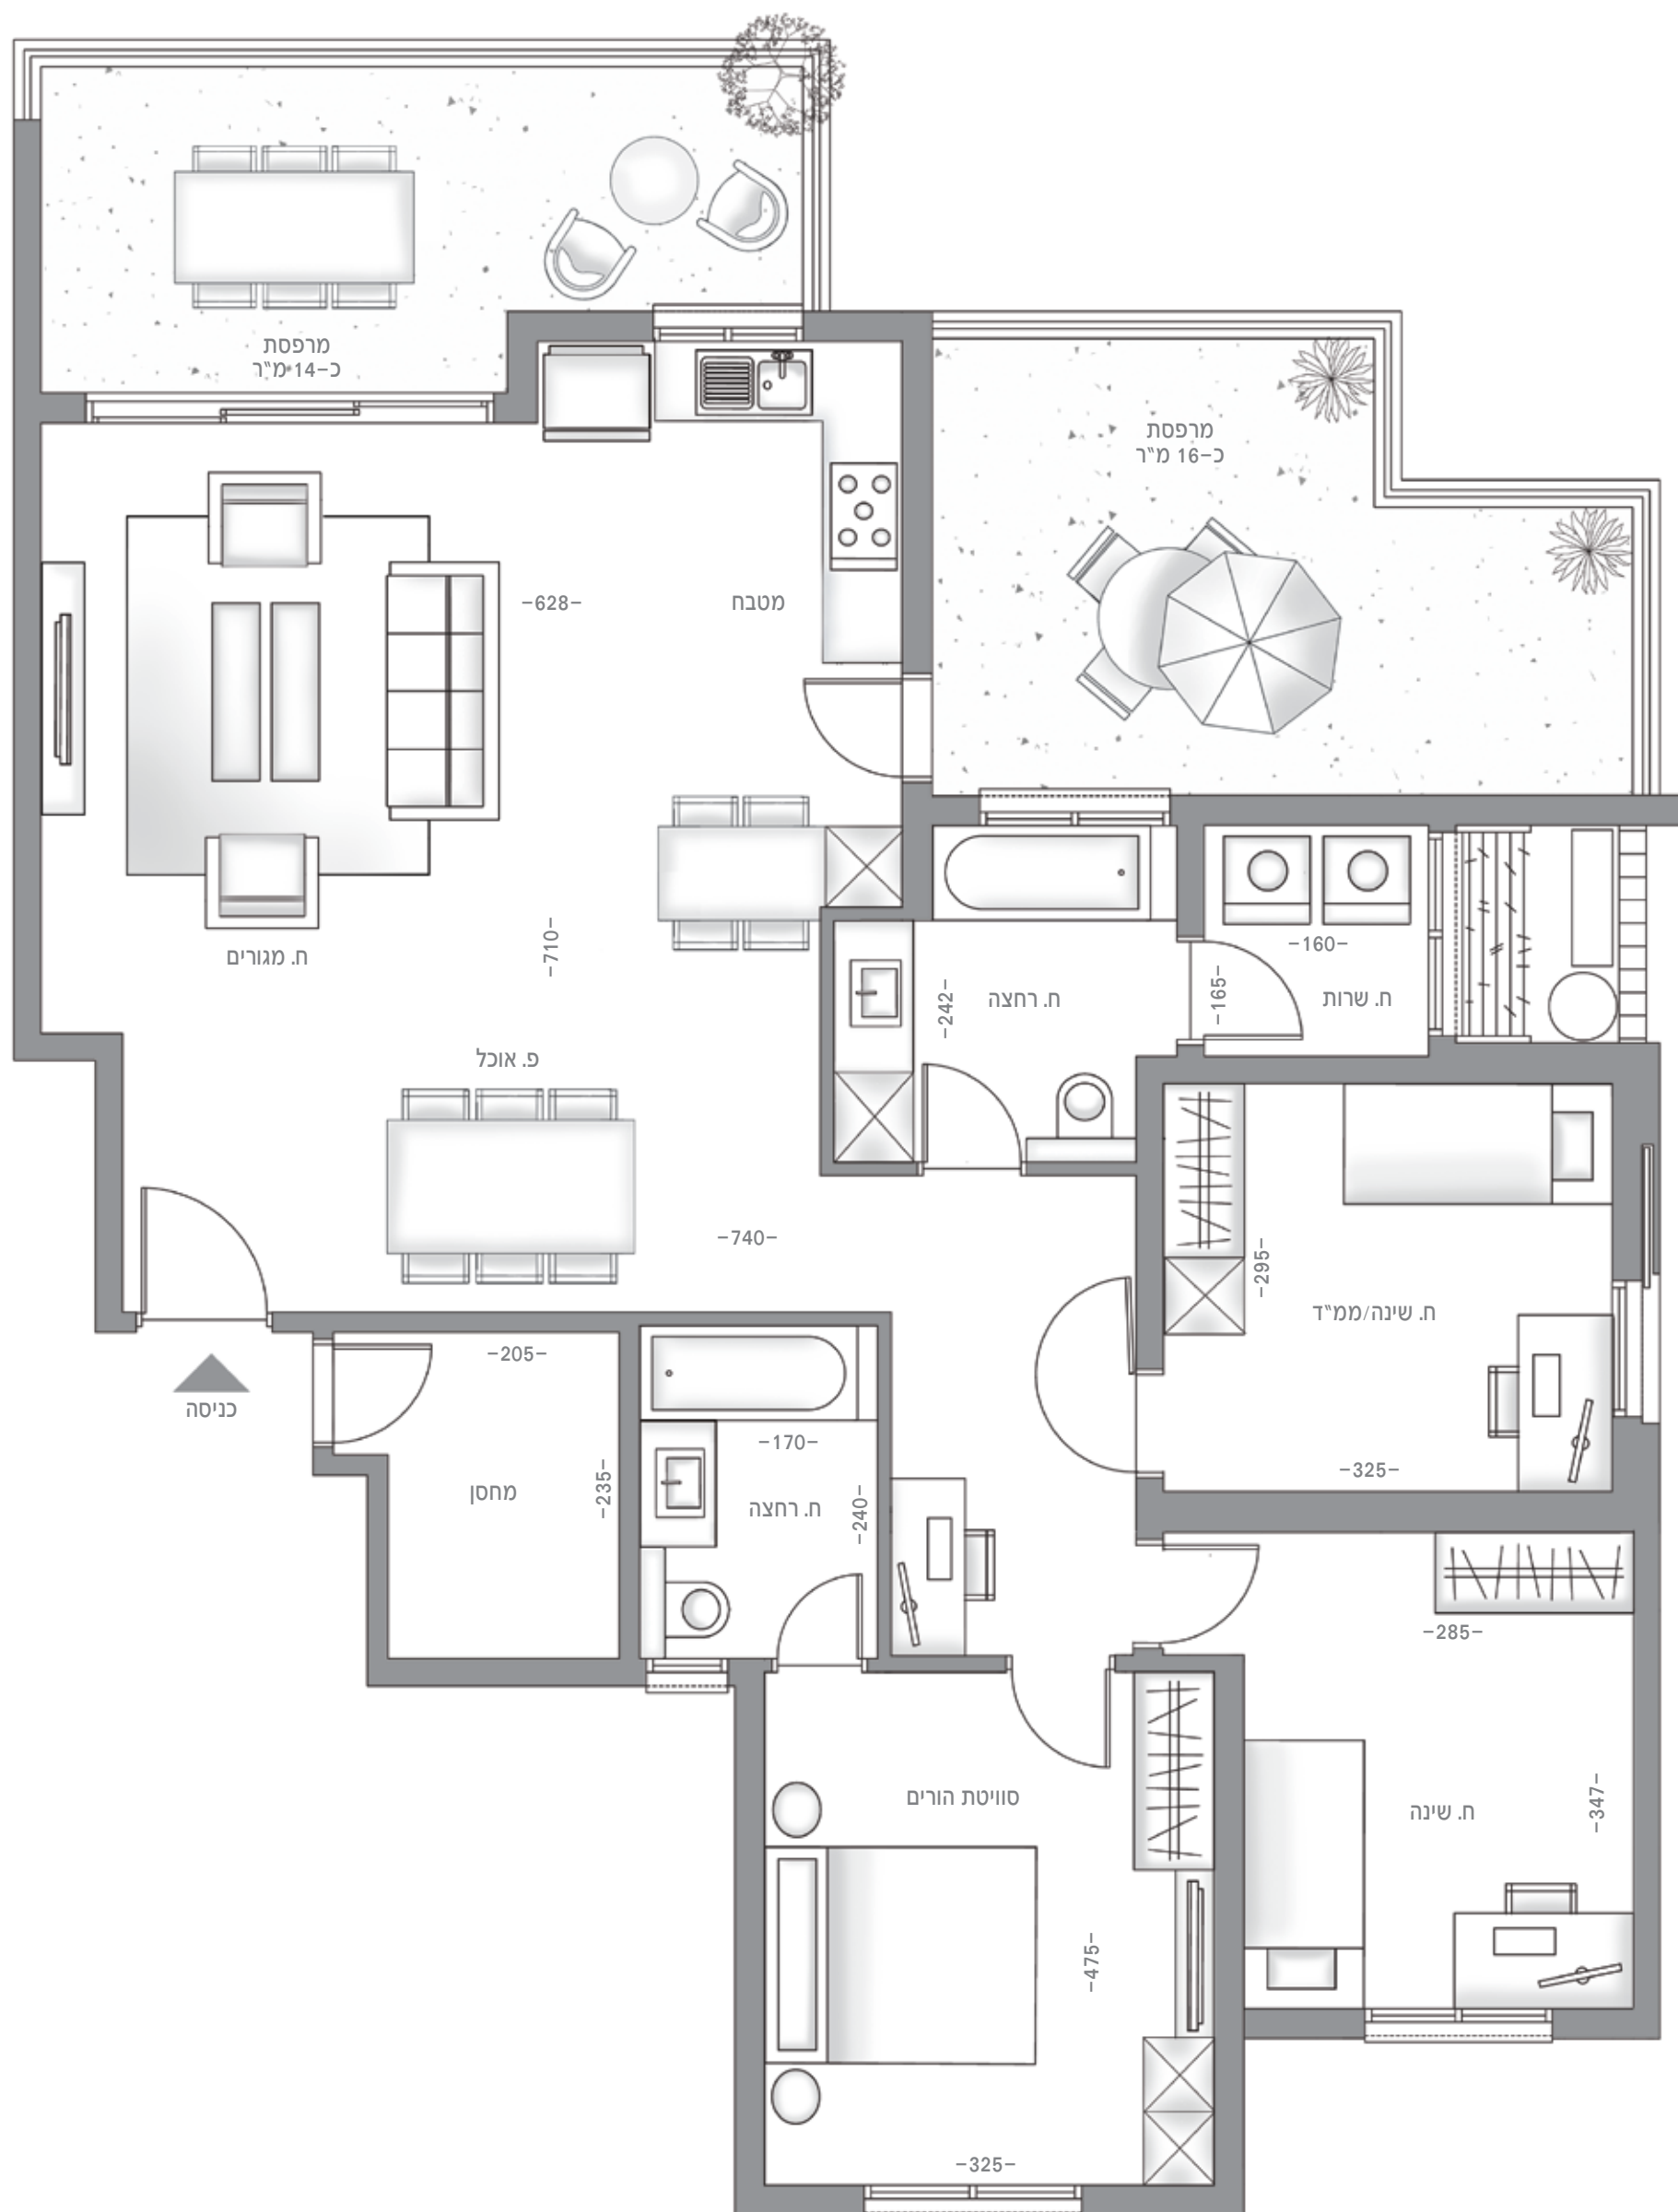 מרפסת
כ-14 מ"ר
מרפסת
כ-16 מ"ר
-628-
מטבח
ח. מגורים
-710-
-242-
ח. רחצה
-165-
-160-
ח. שרות
פ. אוכל
-740-
-295-
ח. שינה/ממ"ד
-325-
כניסה
-205-
מחסן
-235-
-170-
ח. רחצה
-240-
-285-
ח. שינה
-347-
סוויטת הורים
-475-
-325-